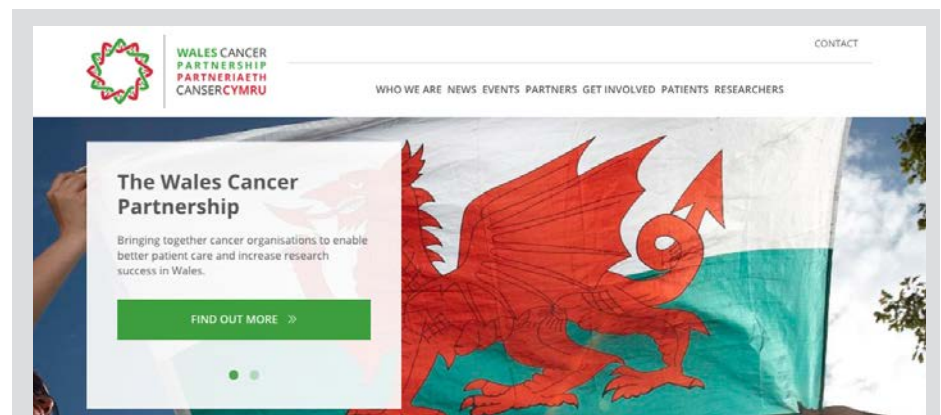 WALES CANCER
PARTNERSHIP
PARTNERIAETH
CANSERCYMRU
CONTACT
WHO WE ARE NEWS EVENTS PARTNERS GET INVOLVED PATIENTS RESEARCHERS
The Wales Cancer
Partnership
Bringing together cancer organisations to enable
better patient care and increase research
success in Wales.
FIND OUT MORE »